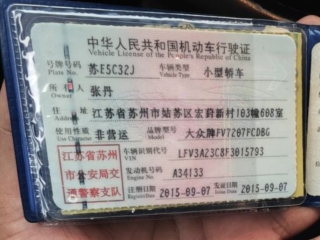 中华人民共和国机动车行驶证
Vehicle License of the People's Republic of China
号牌号码 Plate No. 苏E5C32J 车辆类型 Vehicle Type 小型轿车
所有人 Owner 张丹
住址 江苏省苏州市姑苏区宏葑新村103幢608室
使用性质 Use Character 非营运 品牌型号 Model 大众牌FV7207FCDBG
江苏省苏州市公安局交通警察支队
车辆识别代号 VIN LFV3A23C8F3015793
发动机号码 Engine No. A34133
注册日期 2015-09-07 发证日期 2015-09-07